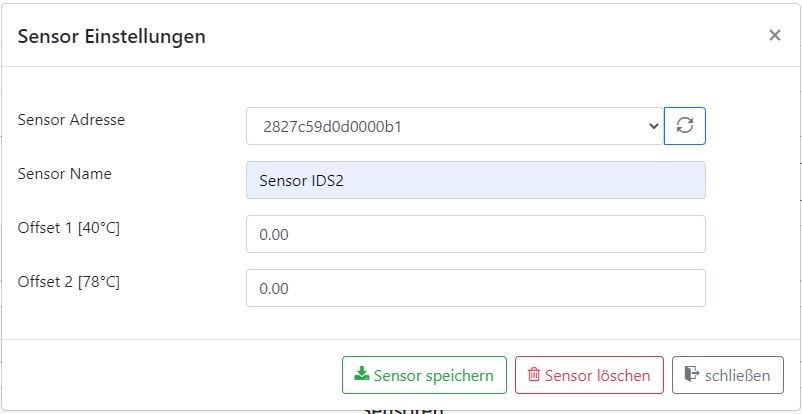 Sensor Einstellungen ×
Sensor Adresse 2827c59d0d0000b1
Sensor Name Sensor IDS2
Offset 1 [40°C] 0.00
Offset 2 [78°C] 0.00
Sensor speichern Sensor löschen schließen
Sensoren